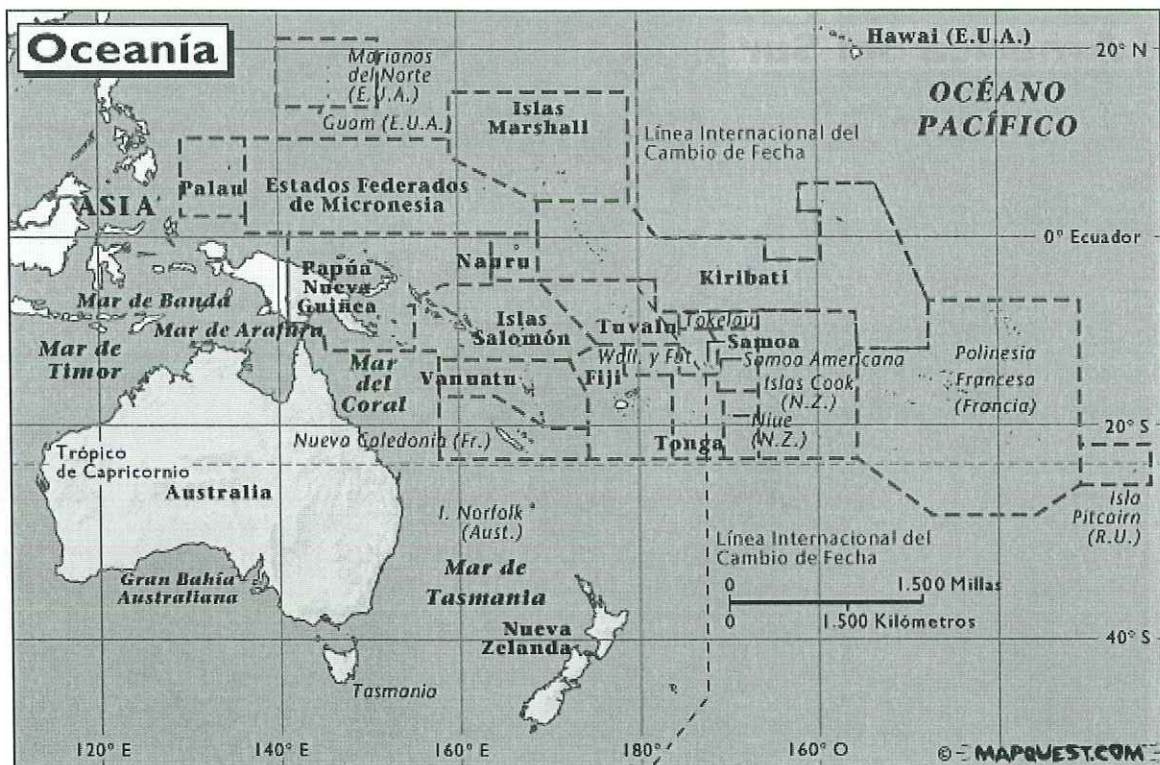 Oceanía
Hawai (E.U.A.)
20° N
Marianas
del Norte
(E.U.A.)
Guam (E.U.A.)
Islas
Marshall
OCÉANO
PACÍFICO
Línea Internacional del
Cambio de Fecha
Palau
Estados Federados
de Micronesia
ASIA
0° Ecuador
Nauru
Kiribati
Papúa
Nueva
Guinea
Mar de Banda
Mar de Arafura
Mar de
Timor
Islas
Salomón
Tuvalu
Tokelau
Samoa
Wall. y Fut.
Samoa Americana
Mar
del
Coral
Vanuatu
Fiji
Islas Cook
(N.Z.)
Polinesia
Francesa
(Francia)
Nueva Caledonia (Fr.)
Tonga
Niue
(N.Z.)
20° S
Trópico
de Capricornio
Australia
I. Norfolk
(Aust.)
Isla
Pitcairn
(R.U.)
Línea Internacional del
Cambio de Fecha
Gran Bahía
Australiana
Mar de
Tasmania
0 1.500 Millas
0 1.500 Kilómetros
Nueva
Zelanda
40° S
Tasmania
120° E 140° E 160° E 180° 160° O
© MAPQUEST.COM